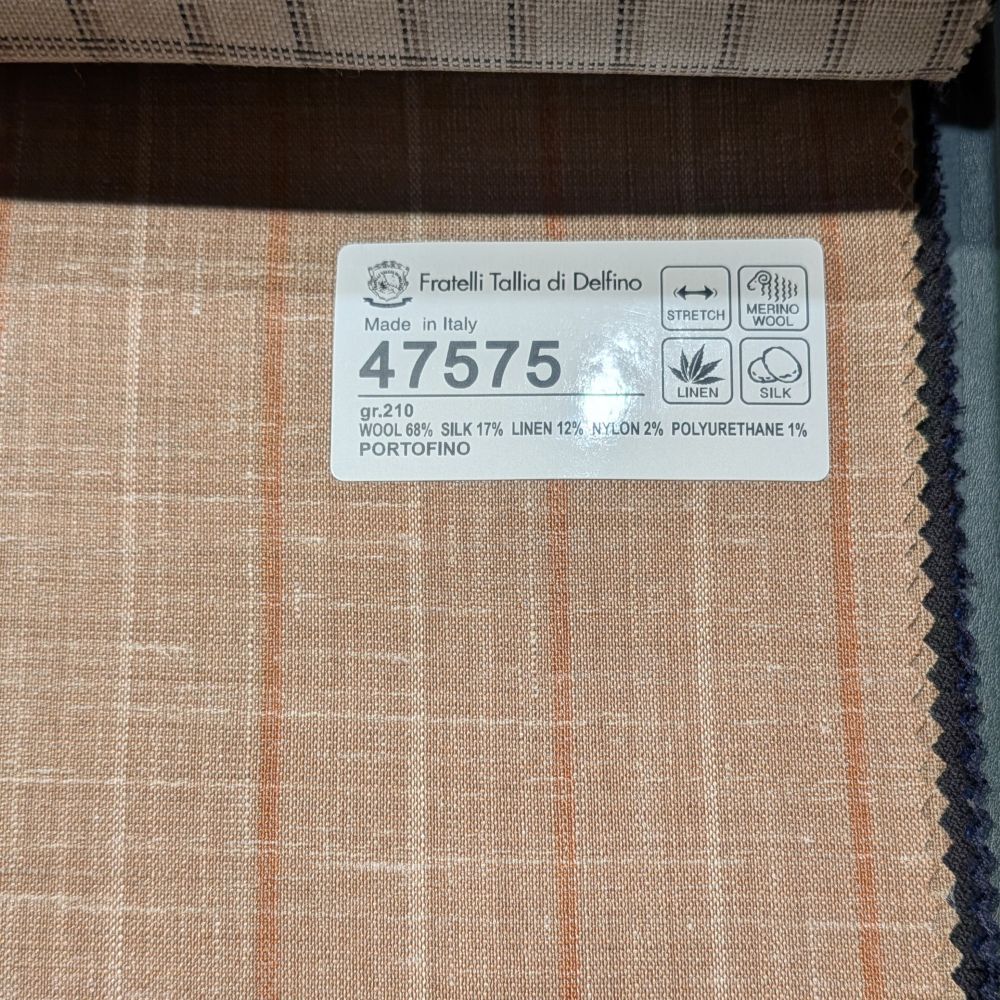 Fratelli Tallia di Delfino
Made in Italy
47575
gr.210
WOOL 68% SILK 17% LINEN 12% NYLON 2% POLYURETHANE 1%
PORTOFINO
STRETCH
MERINO
WOOL
LINEN
SILK